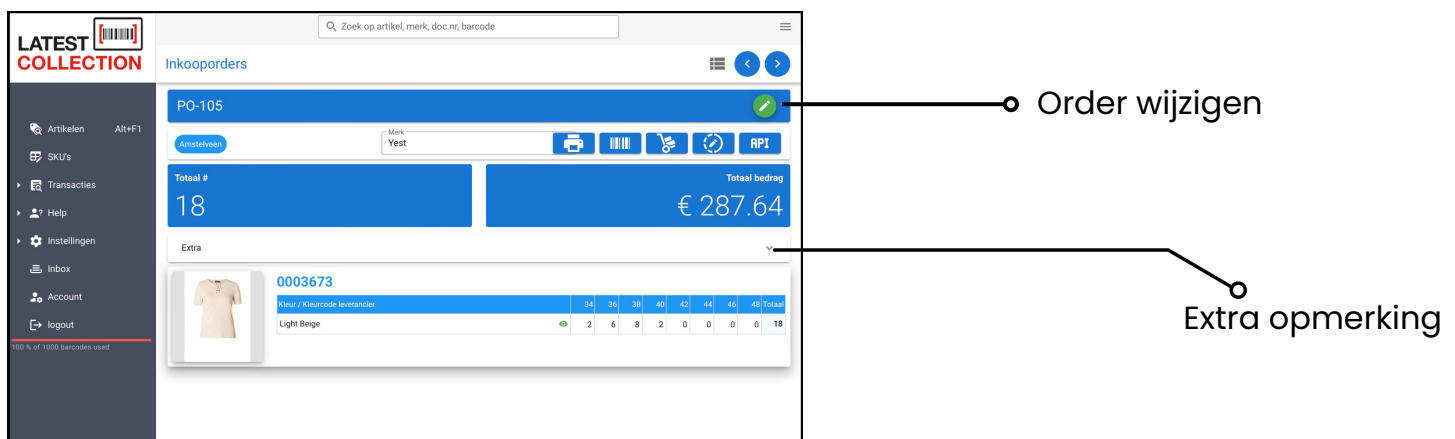 LATEST
COLLECTION
Zoek op artikel, merk, doc.nr, barcode
Inkooporders
PO-105
Order wijzigen
Artikelen Alt+F1
SKU's
Transacties
Help
Instellingen
Inbox
Account
logout
100 % of 1000 barcodes used
Amstelveen
Merk
Yest
API
Totaal #
18
Totaal bedrag
€ 287.64
Extra
Extra opmerking
0003673
Kleur / Kleurcode leverancier 34 36 38 40 42 44 46 48 Totaal
Light Beige 2 6 8 2 0 0 0 0 18